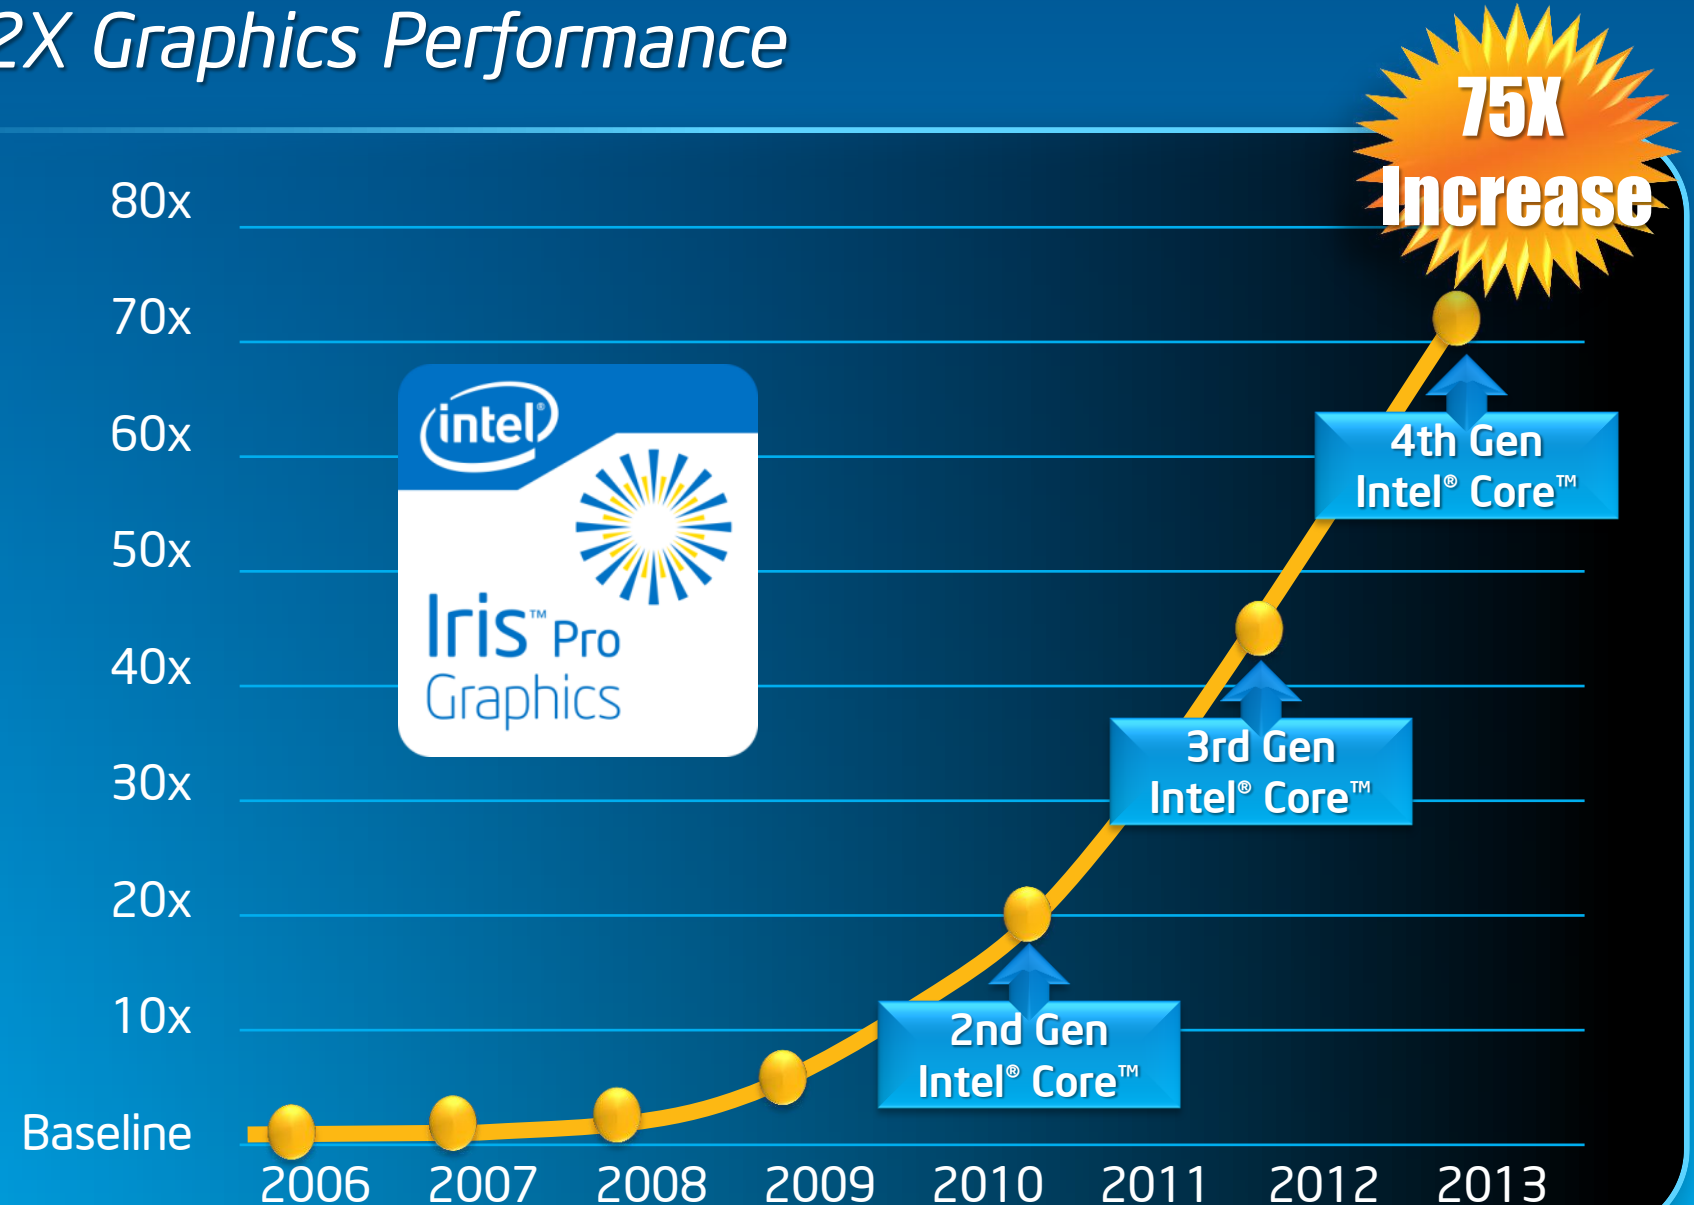 2X Graphics Performance
75X
Increase
80x
70x
60x
50x
40x
30x
20x
10x
Baseline
intel®
Iris™ Pro
Graphics
4th Gen
Intel® Core™
3rd Gen
Intel® Core™
2nd Gen
Intel® Core™
2006 2007 2008 2009 2010 2011 2012 2013